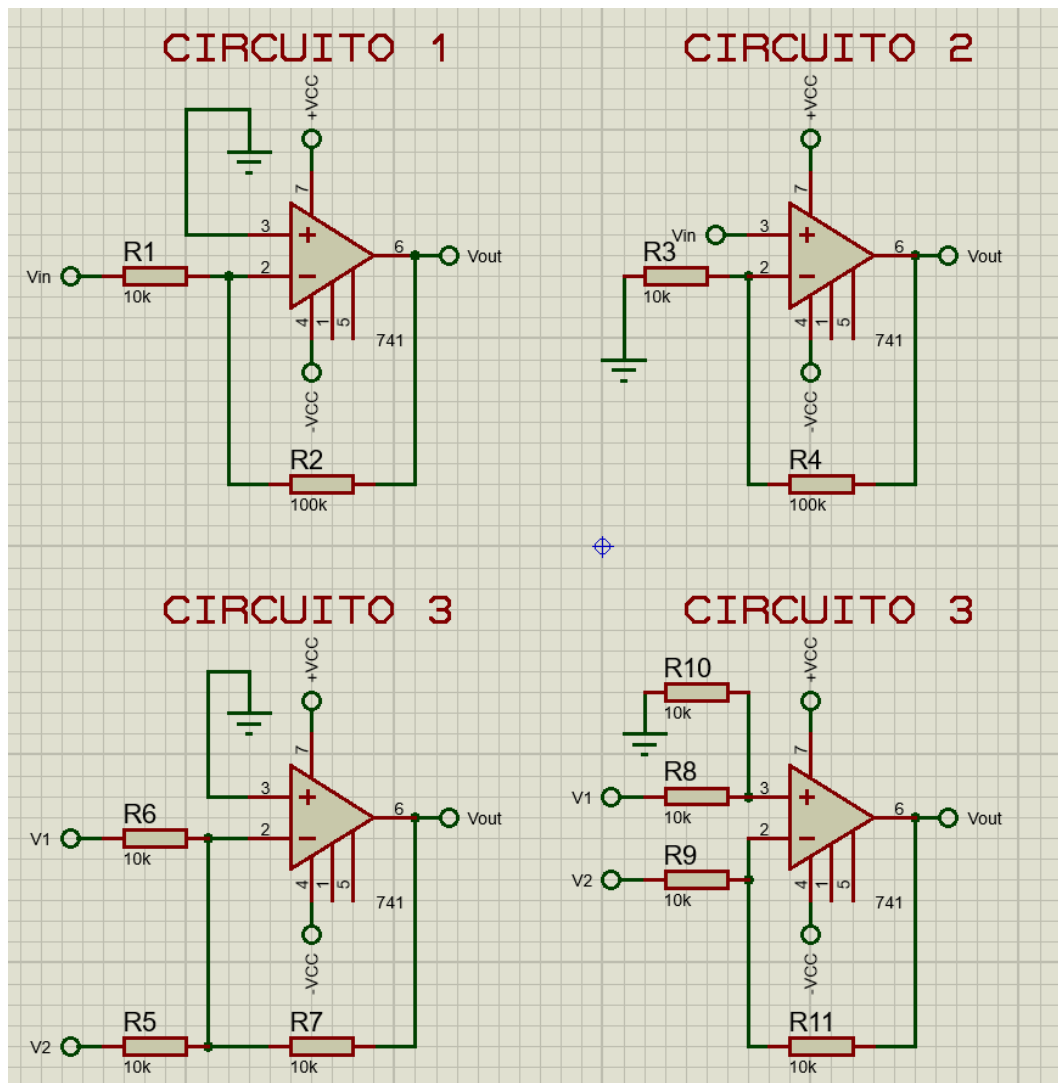 CIRCUITO 1
+VCC
7
3
R1
Vin
10k
2
6
Vout
4
1
5
741
-VCC
R2
100k
CIRCUITO 2
+VCC
7
Vin
3
R3
10k
2
6
Vout
4
1
5
741
-VCC
R4
100k
CIRCUITO 3
+VCC
7
3
R6
V1
10k
2
6
Vout
4
1
5
741
-VCC
V2
R5
10k
R7
10k
CIRCUITO 3
+VCC
R10
10k
7
V1
R8
10k
3
2
6
Vout
V2
R9
10k
4
1
5
741
-VCC
R11
10k